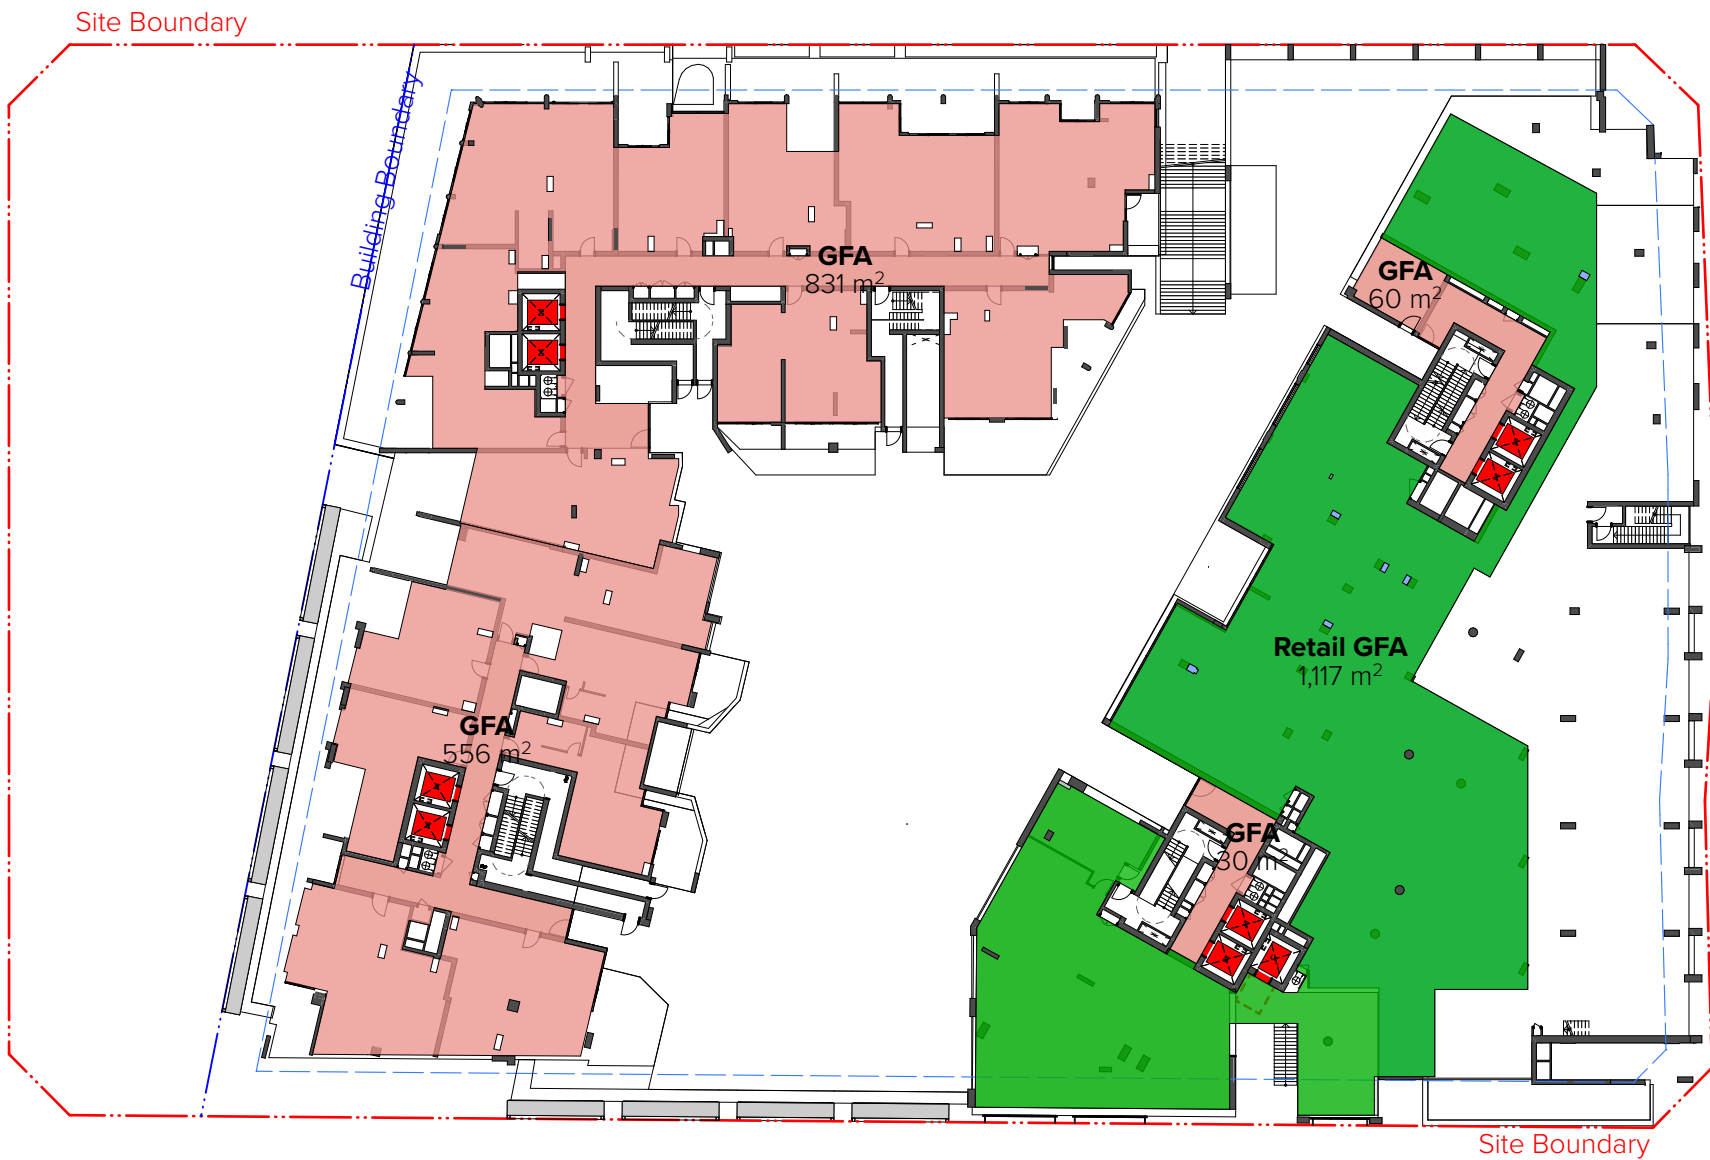 Site Boundary
Building Boundary
GFA
831 m²
GFA
60 m²
Retail GFA
1,117 m²
GFA
556 m²
GFA
30 m²
Site Boundary